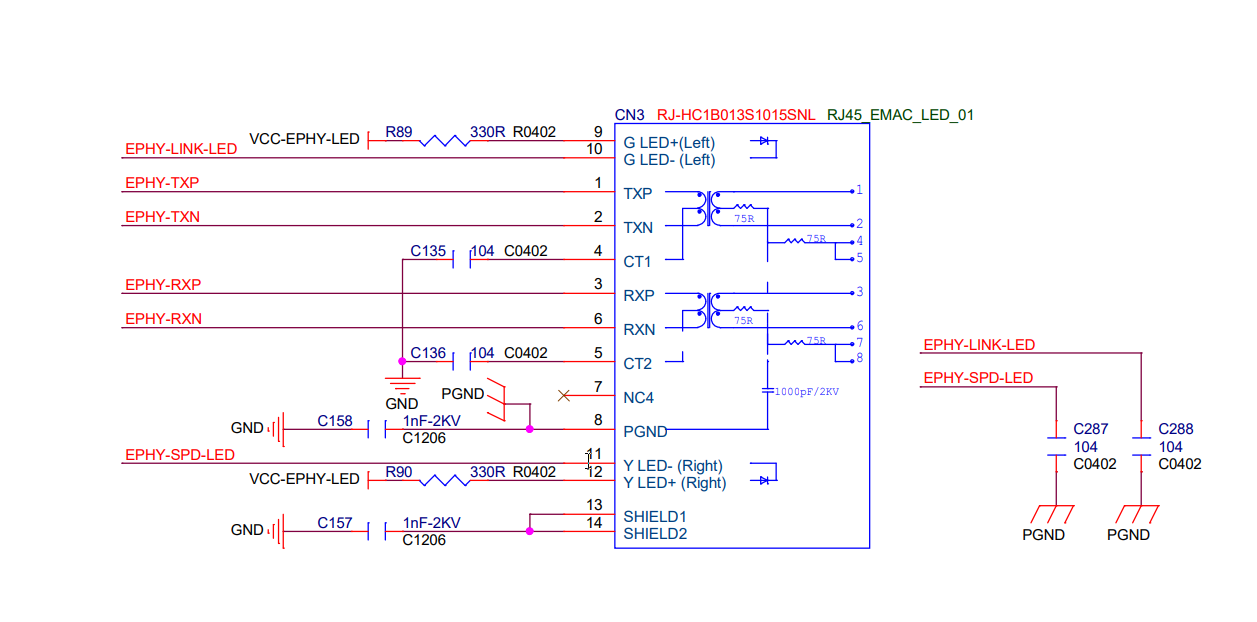 CN3 RJ-HC1B013S1015SNL RJ45_EMAC_LED_01
VCC-EPHY-LED R89 330R R0402 9 G LED+(Left)
EPHY-LINK-LED 10 G LED- (Left)
EPHY-TXP 1 TXP 1
75R
EPHY-TXN 2 TXN 2
75R 4
C135 104 C0402 4 CT1 5
EPHY-RXP 3 RXP 3
75R
EPHY-RXN 6 RXN 6
75R 7
C136 104 C0402 5 CT2 8
GND
PGND 7 NC4 1000pF/2KV
GND C158 1nF-2KV 8 PGND
C1206
EPHY-SPD-LED 11 Y LED- (Right)
VCC-EPHY-LED R90 330R R0402 12 Y LED+ (Right)
13 SHIELD1
GND C157 1nF-2KV 14 SHIELD2
C1206
EPHY-LINK-LED
EPHY-SPD-LED
C287 C288
104 104
C0402 C0402
PGND PGND